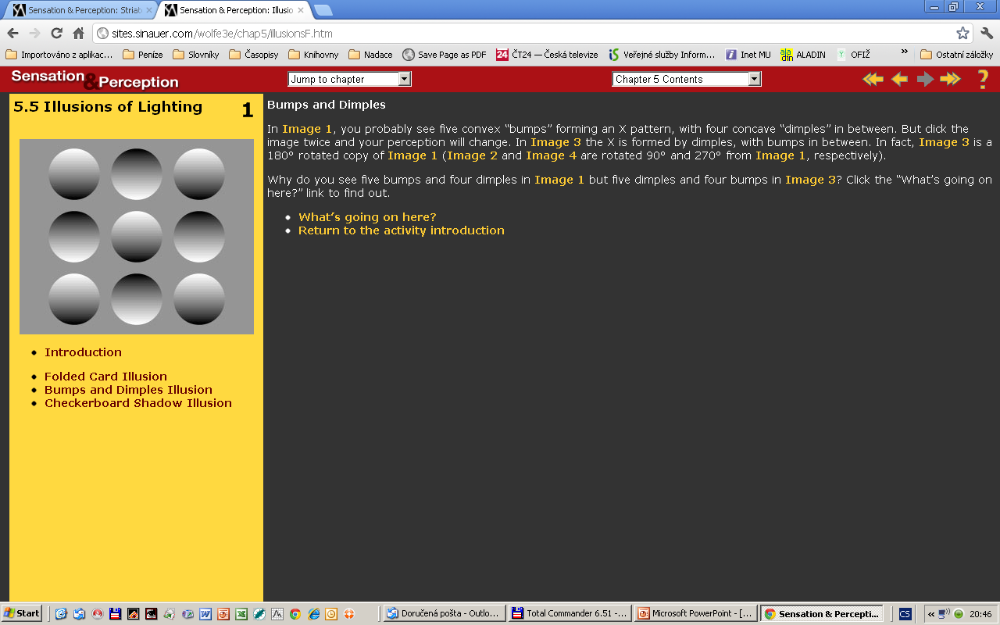 Sensation & Perception: Striat
Sensation & Perception: Illusio
sites.sinauer.com/wolfe3e/chap5/illusionsF.htm
Importováno z aplikac... Peníze Slovníky Časopisy Knihovny Nadace Save Page as PDF ČT24 — Česká televize Veřejné služby Inform... Inet MU ALADIN OFIŽ » Ostatní záložky
Sensation & Perception Jump to chapter Chapter 5 Contents ?
5.5 Illusions of Lighting 1
Introduction
Folded Card Illusion
Bumps and Dimples Illusion
Checkerboard Shadow Illusion
Bumps and Dimples
In Image 1, you probably see five convex “bumps” forming an X pattern, with four concave “dimples” in between. But click the
image twice and your perception will change. In Image 3 the X is formed by dimples, with bumps in between. In fact, Image 3 is a
180° rotated copy of Image 1 (Image 2 and Image 4 are rotated 90° and 270° from Image 1, respectively).
Why do you see five bumps and four dimples in Image 1 but five dimples and four bumps in Image 3? Click the “What’s going on
here?” link to find out.
What’s going on here?
Return to the activity introduction
Start Doručená pošta - Outlo... Total Commander 6.51 -... Microsoft PowerPoint - [... Sensation & Percepti... CS « 20:46